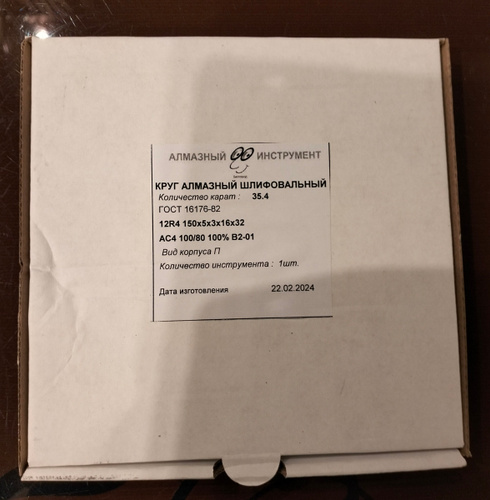 АЛМАЗНЫЙ ИНСТРУМЕНТ
КРУГ АЛМАЗНЫЙ ШЛИФОВАЛЬНЫЙ
Количество карат : 35.4
ГОСТ 16176-82
12R4 150x5x3x16x32
АС4 100/80 100% В2-01
Вид корпуса П
Количество инструмента : 1шт.
Дата изготовления 22.02.2024